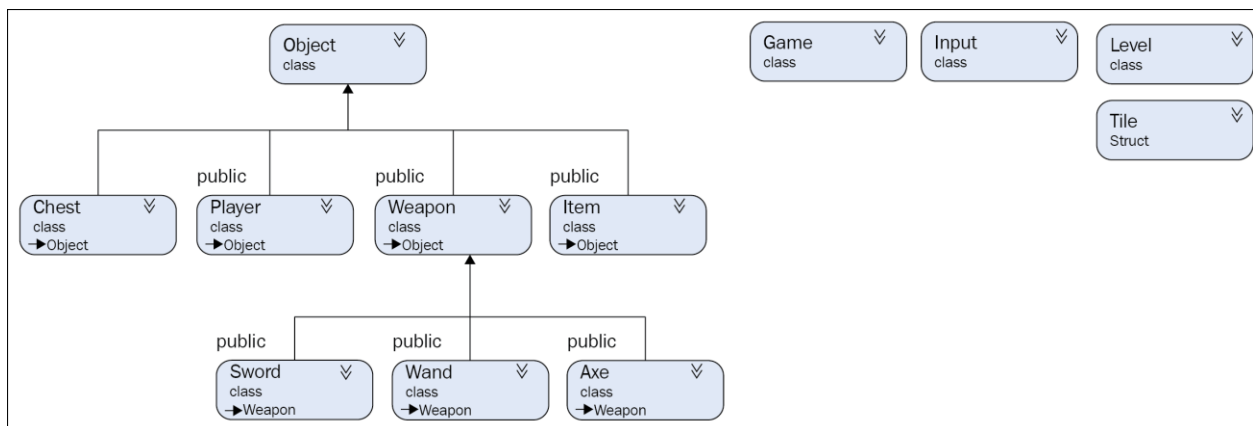 Object
class
Game
class
Input
class
Level
class
Tile
Struct
public
public
public
Chest
class
Object
Player
class
Object
Weapon
class
Object
Item
class
Object
public
public
public
Sword
class
Weapon
Wand
class
Weapon
Axe
class
Weapon